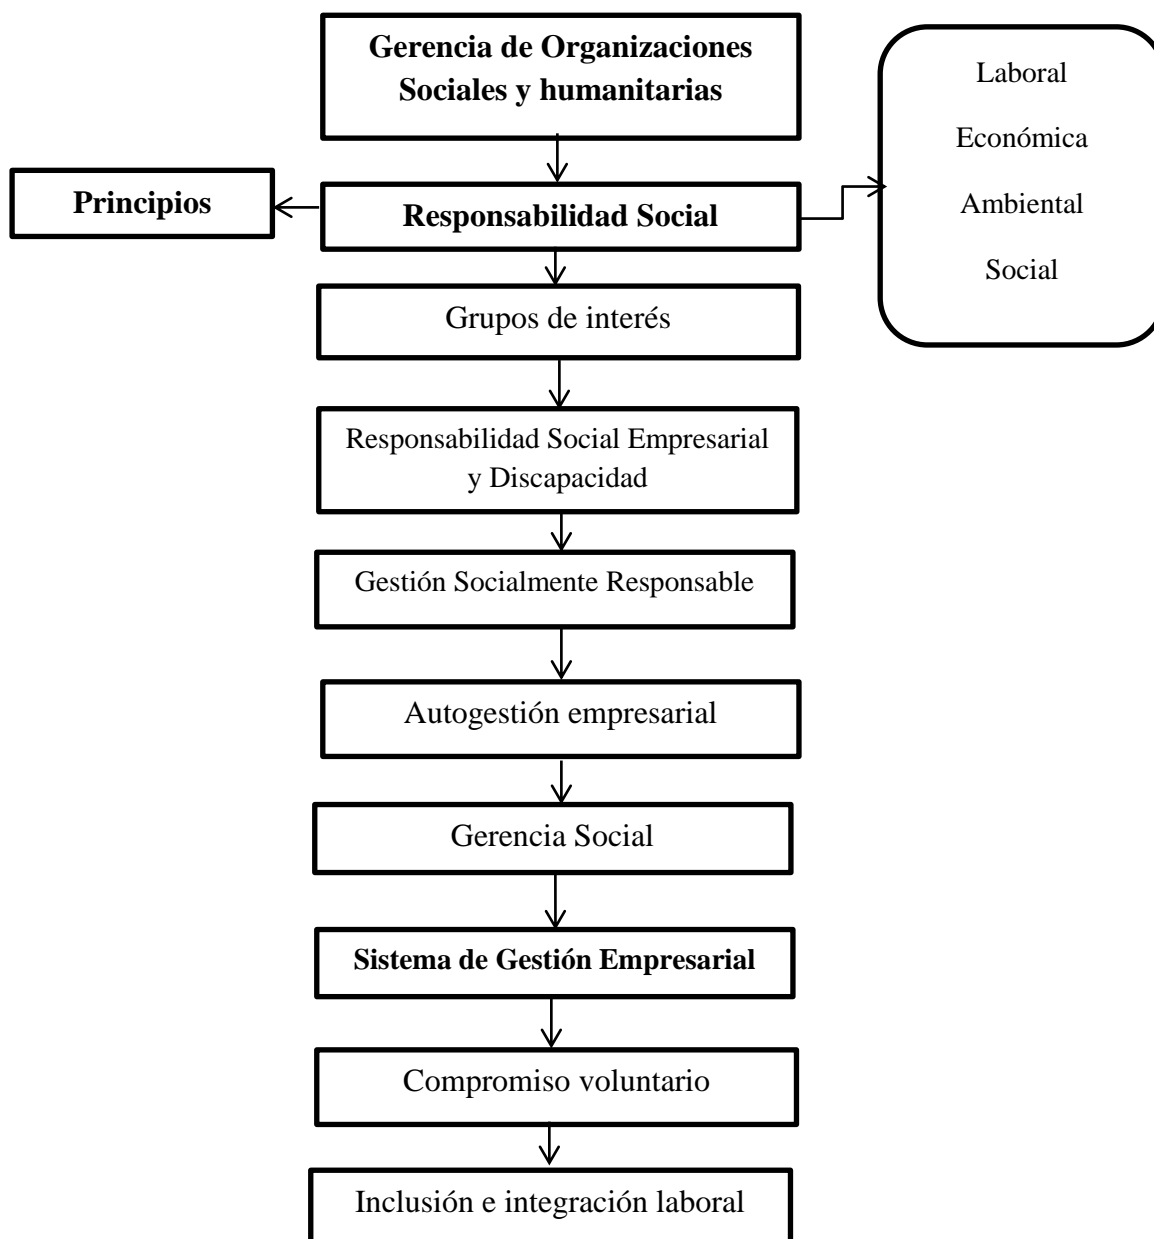 Gerencia de Organizaciones
Sociales y humanitarias
Laboral
Económica
Ambiental
Social
Principios
Responsabilidad Social
Grupos de interés
Responsabilidad Social Empresarial
y Discapacidad
Gestión Socialmente Responsable
Autogestión empresarial
Gerencia Social
Sistema de Gestión Empresarial
Compromiso voluntario
Inclusión e integración laboral